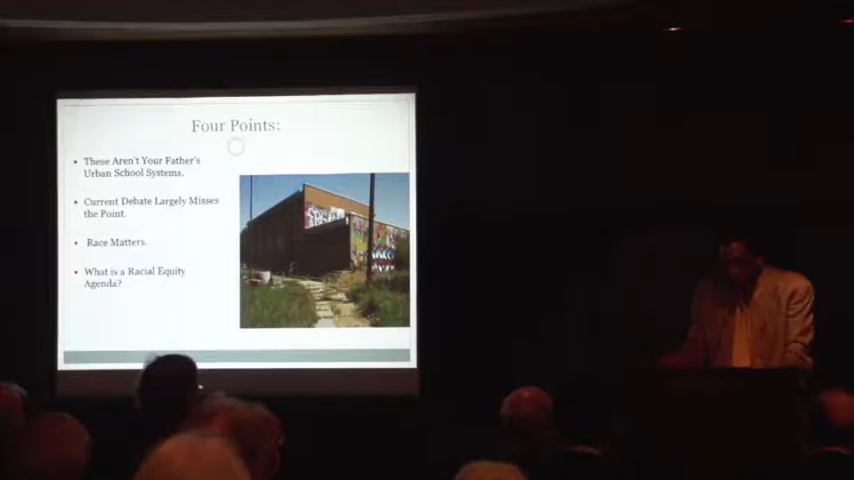 Four Points:
• These Aren't Your Father's
Urban School Systems.
• Current Debate Largely Misses
the Point.
• Race Matters.
• What is a Racial Equity
Agenda?